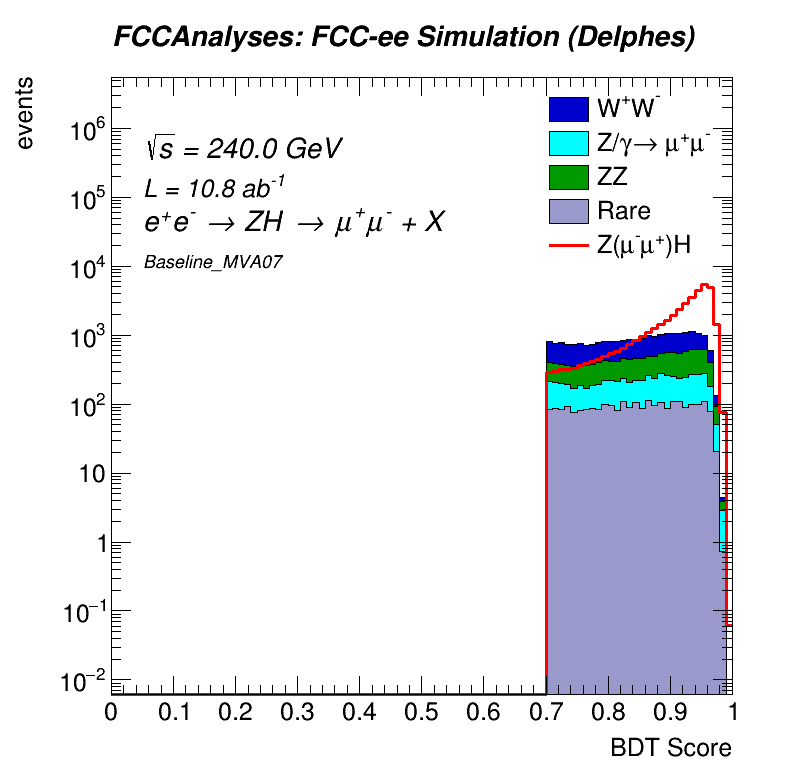 FCCAnalyses: FCC-ee Simulation (Delphes)
events
√s = 240.0 GeV
L = 10.8 ab⁻¹
e⁺e⁻ → ZH → μ⁺μ⁻ + X
Baseline_MVA07
W⁺W⁻
Z/γ→ μ⁺μ⁻
ZZ
Rare
Z(μ⁻μ⁺)H
10⁶
10⁵
10⁴
10³
10²
10
1
10⁻¹
10⁻²
0 0.1 0.2 0.3 0.4 0.5 0.6 0.7 0.8 0.9 1
BDT Score